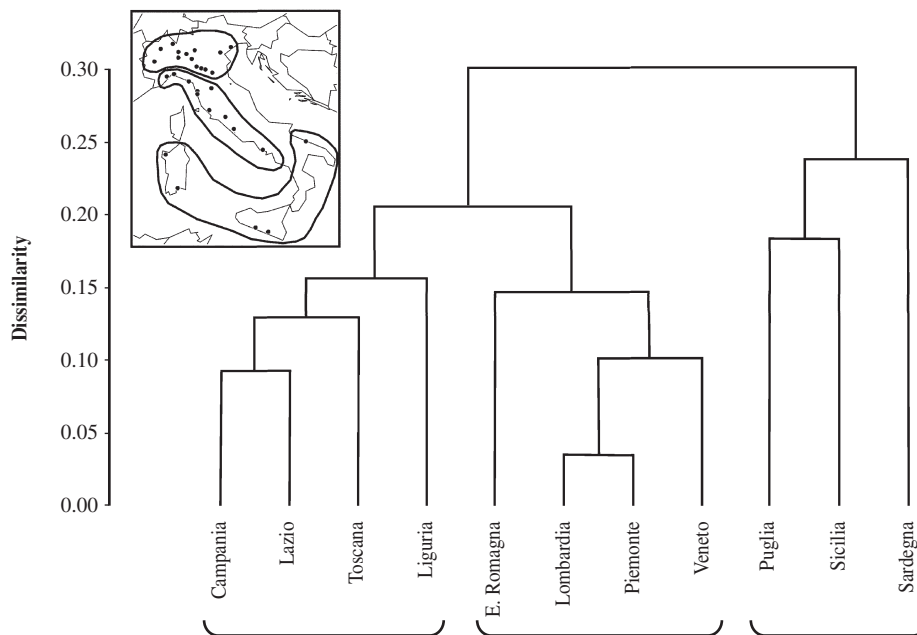 0.30
0.25
0.20
0.15
0.10
0.05
0.00
Dissimilarity
Campania
Lazio
Toscana
Liguria
E. Romagna
Lombardia
Piemonte
Veneto
Puglia
Sicilia
Sardegna